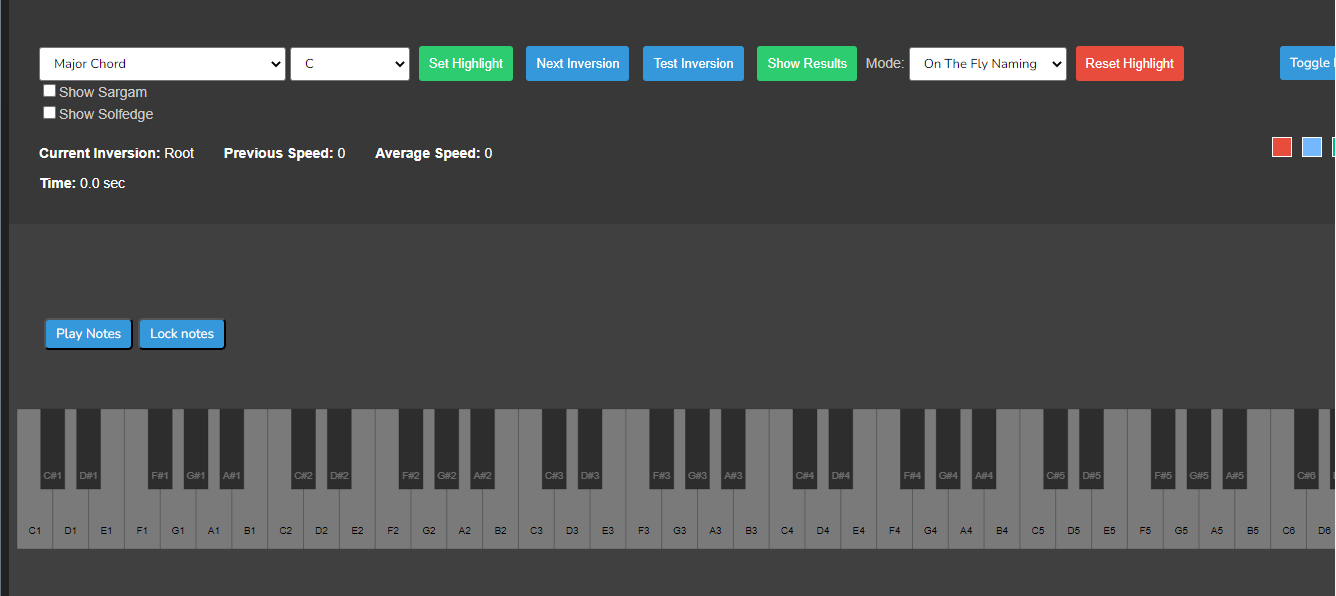 Major Chord C Set Highlight Next Inversion Test Inversion Show Results Mode: On The Fly Naming Reset Highlight Toggle
Show Sargam
Show Solfedge
Current Inversion: Root Previous Speed: 0 Average Speed: 0
Time: 0.0 sec
Play Notes Lock notes
C#1 D#1 F#1 G#1 A#1 C#2 D#2 F#2 G#2 A#2 C#3 D#3 F#3 G#3 A#3 C#4 D#4 F#4 G#4 A#4 C#5 D#5 F#5 G#5 A#5 C#6
C1 D1 E1 F1 G1 A1 B1 C2 D2 E2 F2 G2 A2 B2 C3 D3 E3 F3 G3 A3 B3 C4 D4 E4 F4 G4 A4 B4 C5 D5 E5 F5 G5 A5 B5 C6 D6